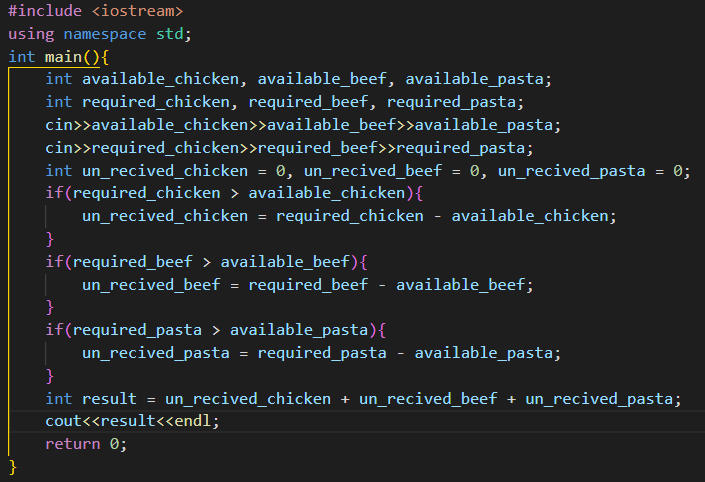 #include <iostream>
using namespace std;
int main(){
    int available_chicken, available_beef, available_pasta;
    int required_chicken, required_beef, required_pasta;
    cin>>available_chicken>>available_beef>>available_pasta;
    cin>>required_chicken>>required_beef>>required_pasta;
    int un_recived_chicken = 0, un_recived_beef = 0, un_recived_pasta = 0;
    if(required_chicken > available_chicken){
        un_recived_chicken = required_chicken - available_chicken;
    }
    if(required_beef > available_beef){
        un_recived_beef = required_beef - available_beef;
    }
    if(required_pasta > available_pasta){
        un_recived_pasta = required_pasta - available_pasta;
    }
    int result = un_recived_chicken + un_recived_beef + un_recived_pasta;
    cout<<result<<endl;
    return 0;
}